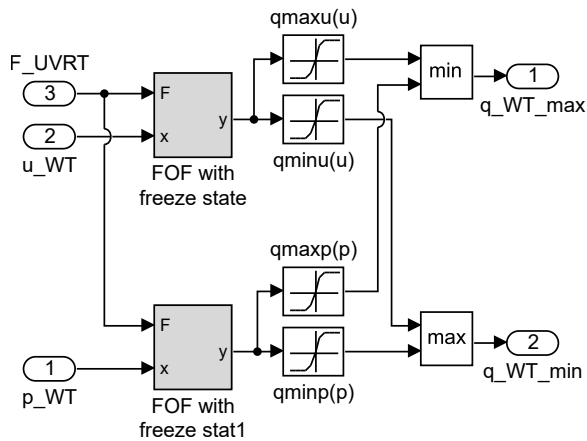 qmaxu(u)
F_UVRT
3
F
min
1
q_WT_max
2
x
y
u_WT
FOF with
freeze state
qminu(u)
qmaxp(p)
F
max
2
q_WT_min
1
x
y
p_WT
FOF with
freeze stat1
qminp(p)